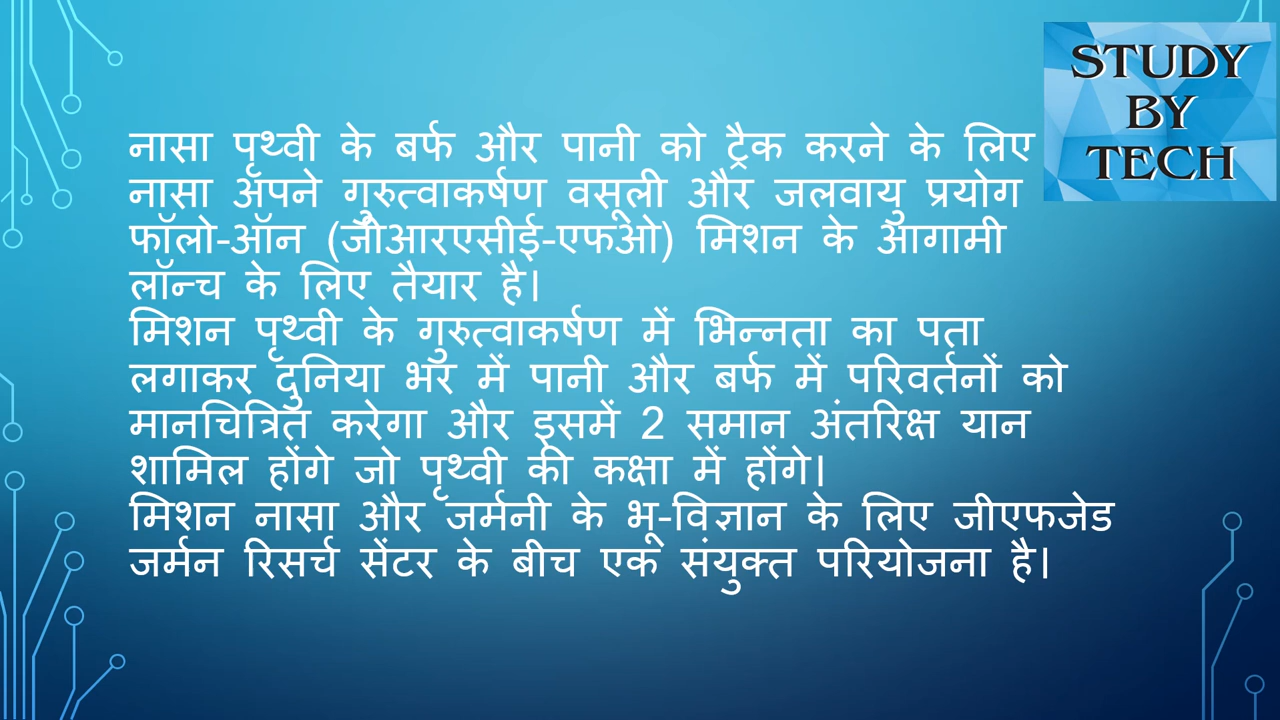 STUDY
BY
TECH
नासा पृथ्वी के बर्फ और पानी को ट्रैक करने के लिए
नासा अपने गुरुत्वाकर्षण वसूली और जलवायु प्रयोग
फॉलो-ऑन (जीआरएसीई-एफओ) मिशन के आगामी
लॉन्च के लिए तैयार है।
मिशन पृथ्वी के गुरुत्वाकर्षण में भिन्नता का पता
लगाकर दुनिया भर में पानी और बर्फ में परिवर्तनों को
मानचित्रित करेगा और इसमें 2 समान अंतरिक्ष यान
शामिल होंगे जो पृथ्वी की कक्षा में होंगे।
मिशन नासा और जर्मनी के भू-विज्ञान के लिए जीएफजेड
जर्मन रिसर्च सेंटर के बीच एक संयुक्त परियोजना है।